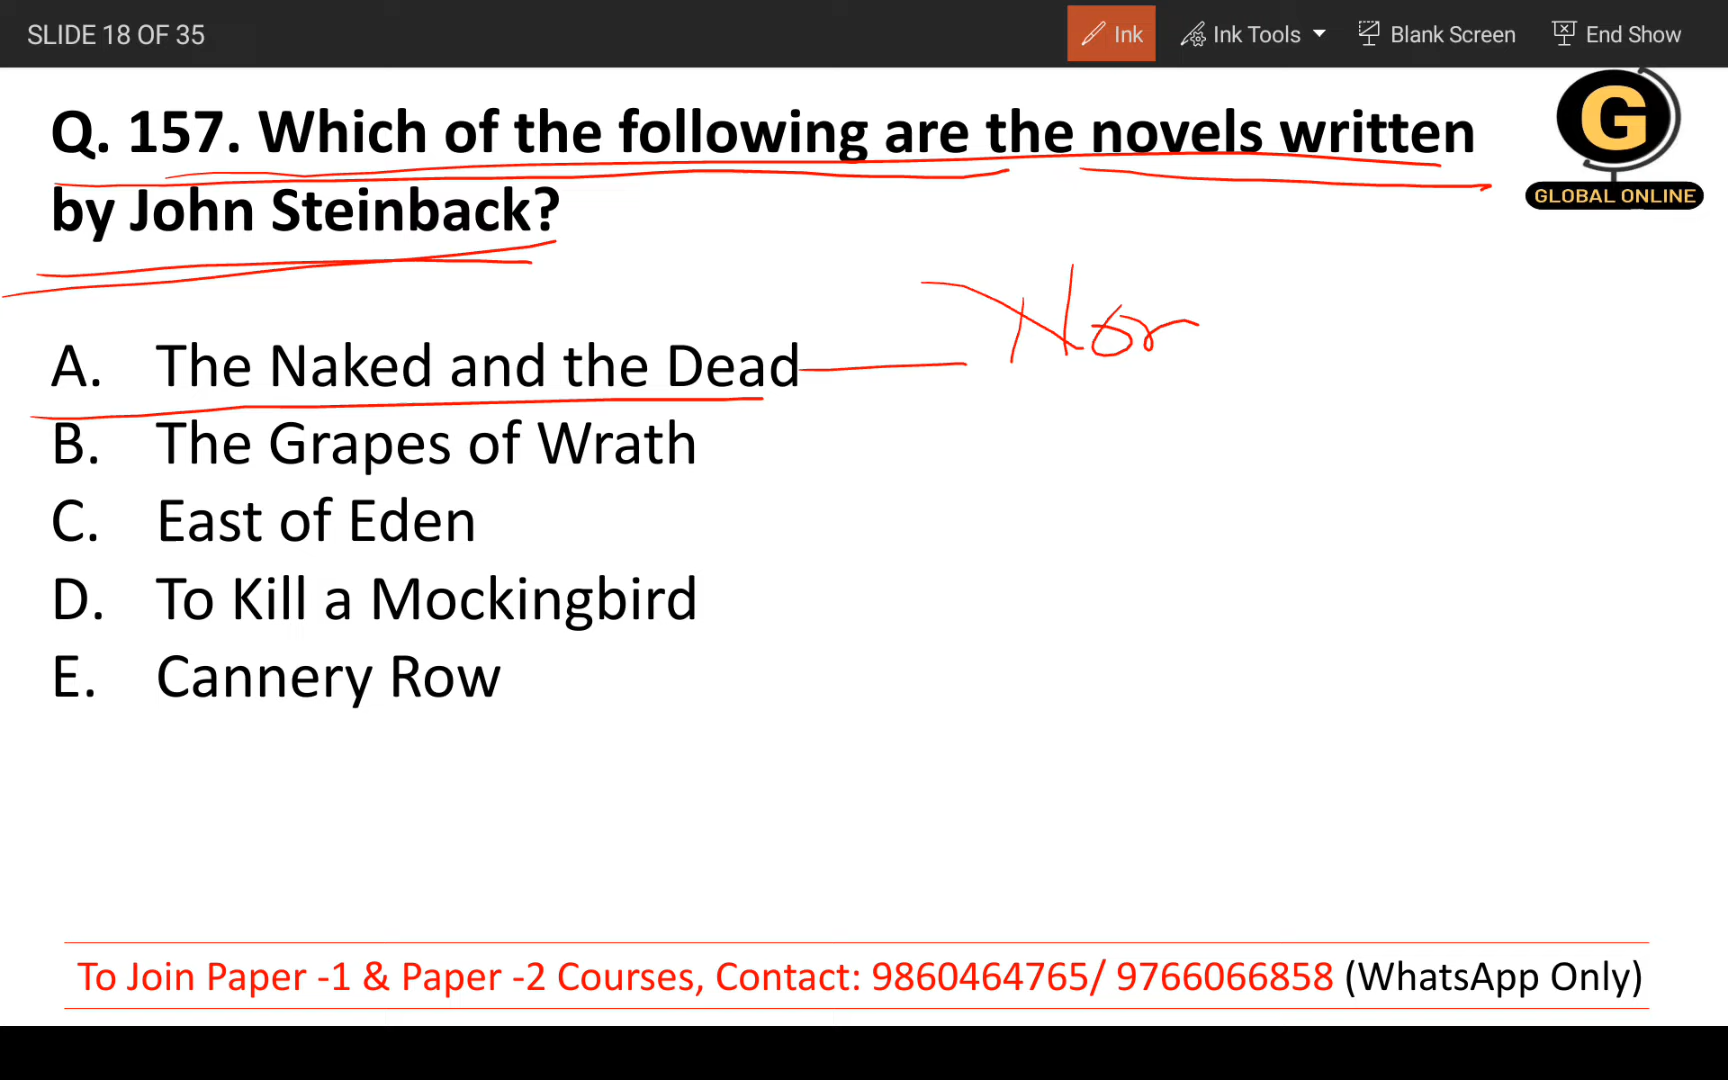 SLIDE 18 OF 35
Ink
Ink Tools
Blank Screen
End Show
Q. 157. Which of the following are the novels written
by John Steinback?
G
GLOBAL ONLINE
Nor
A. The Naked and the Dead
B. The Grapes of Wrath
C. East of Eden
D. To Kill a Mockingbird
E. Cannery Row
To Join Paper -1 & Paper -2 Courses, Contact: 9860464765/ 9766066858 (WhatsApp Only)